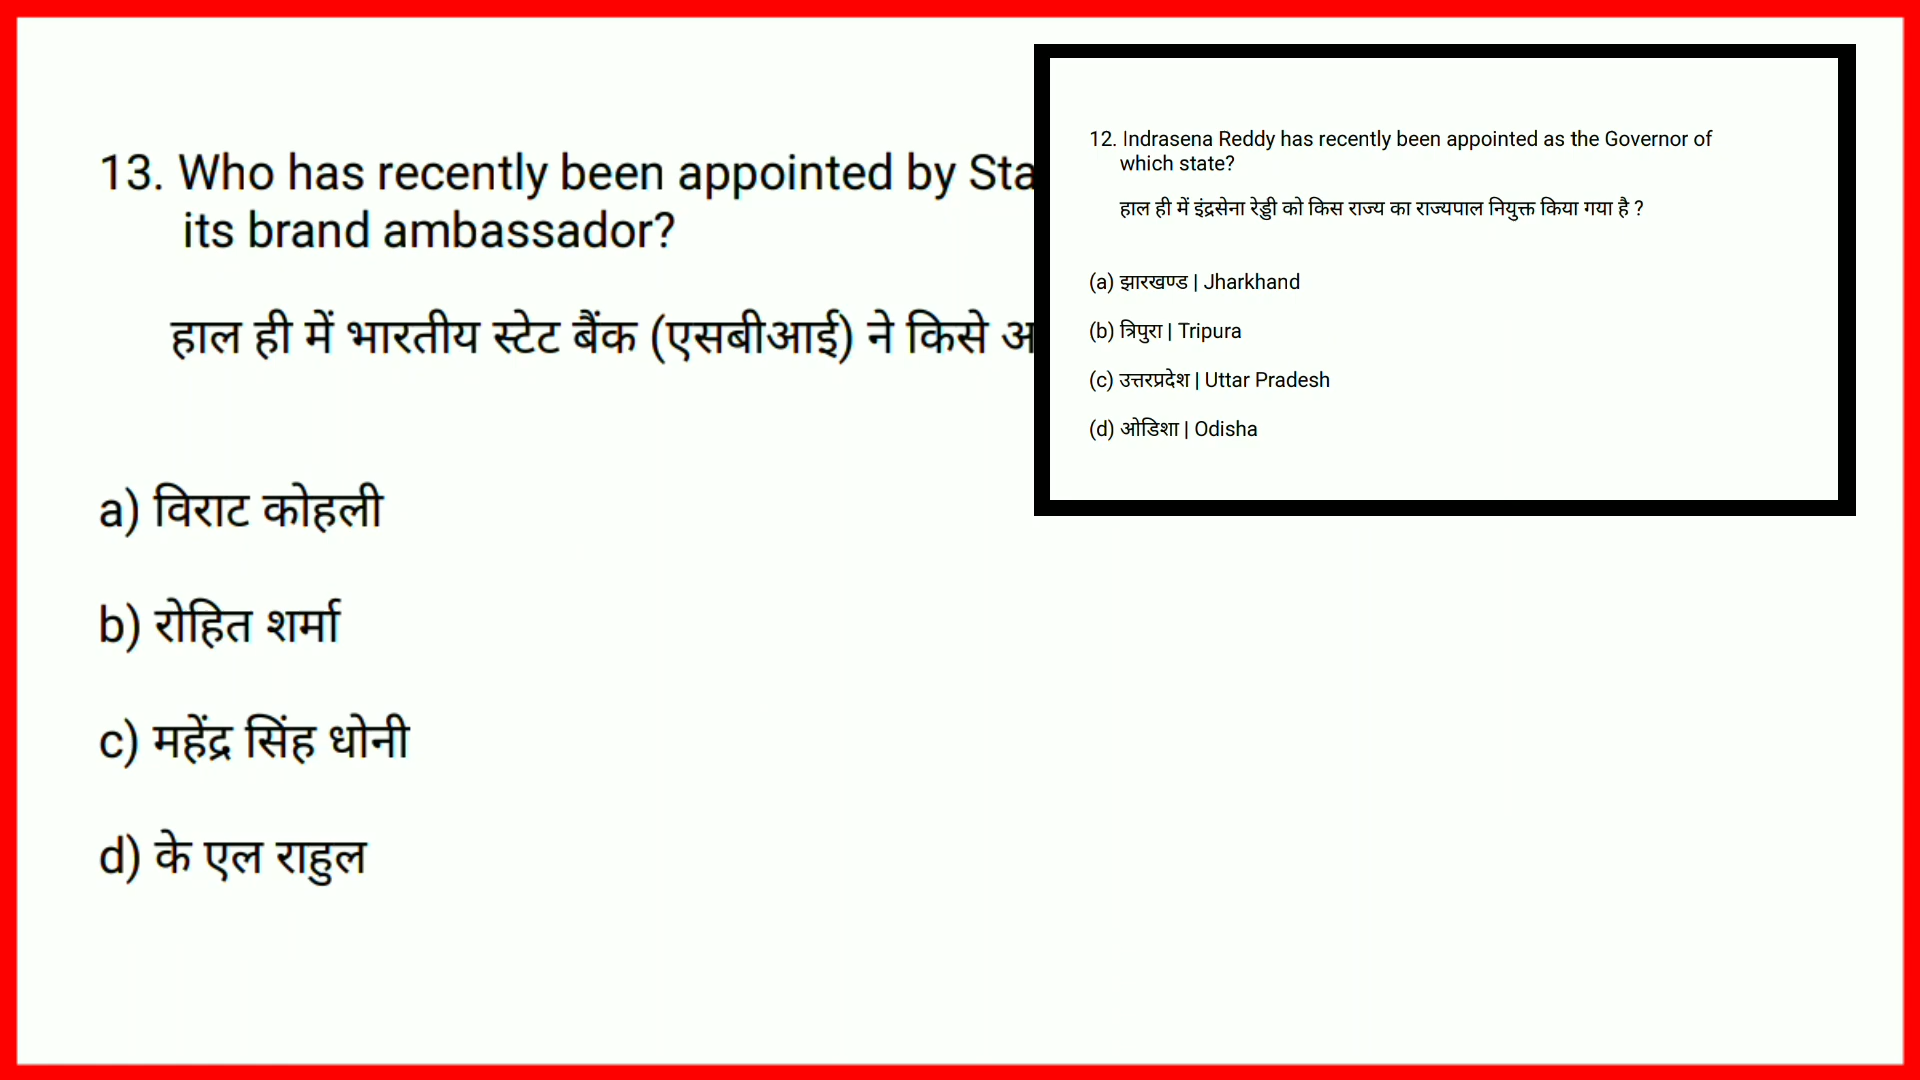 13. Who has recently been appointed by Sta
its brand ambassador?
हाल ही में भारतीय स्टेट बैंक (एसबीआई) ने किसे अ
a) विराट कोहली
b) रोहित शर्मा
c) महेंद्र सिंह धोनी
d) के एल राहुल
12. Indrasena Reddy has recently been appointed as the Governor of
which state?
हाल ही में इंद्रसेना रेड्डी को किस राज्य का राज्यपाल नियुक्त किया गया है ?
(a) झारखण्ड | Jharkhand
(b) त्रिपुरा | Tripura
(c) उत्तरप्रदेश | Uttar Pradesh
(d) ओडिशा | Odisha